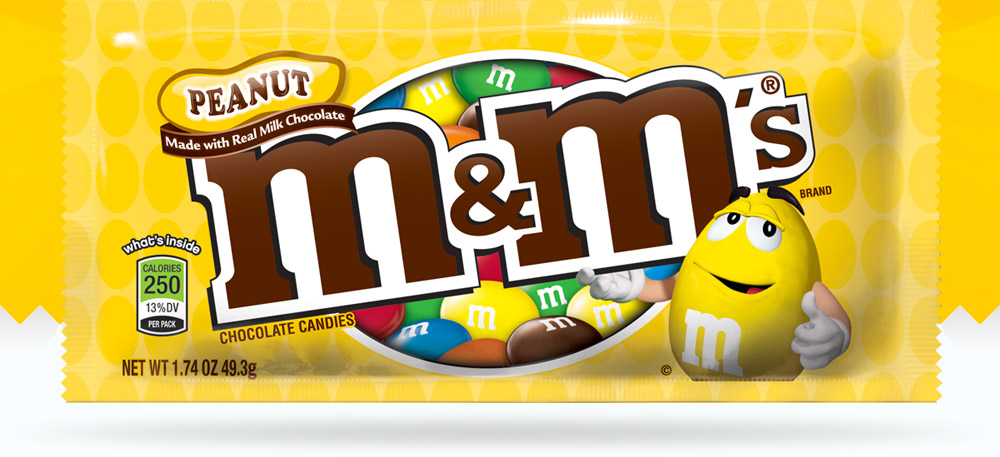 PEANUT
Made with Real Milk Chocolate
m&m's®
BRAND
m
m
what's inside
CALORIES
250
13%DV
PER PACK
CHOCOLATE CANDIES
m
m
m
m
m
m
NET WT 1.74 OZ 49.3g
©